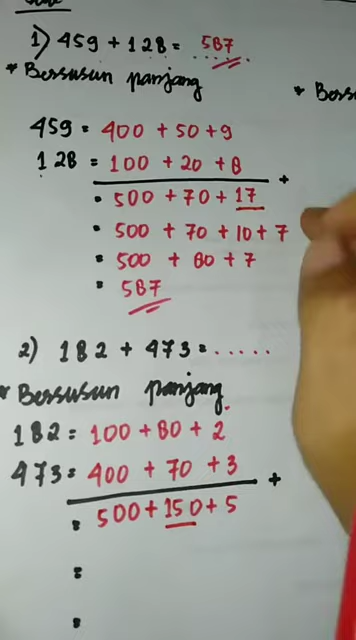 1) 459 + 128 = 587
* Bersusun panjang
459 = 400 + 50 + 9
128 = 100 + 20 + 8
+
= 500 + 70 + 17
= 500 + 70 + 10 + 7
= 500 + 80 + 7
= 587
2) 182 + 473 = .....
* Bersusun panjang
182 = 100 + 80 + 2
473 = 400 + 70 + 3
+
= 500 + 150 + 5
=
=